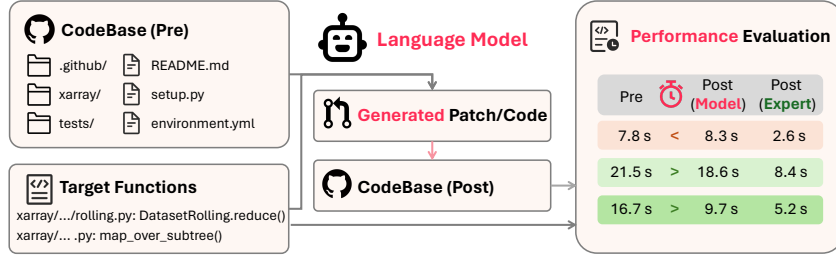 CodeBase (Pre)
.github/ README.md
xarray/ setup.py
tests/ environment.yml
Target Functions
xarray/.../rolling.py: DatasetRolling.reduce()
xarray/... .py: map_over_subtree()
Language Model
Generated Patch/Code
CodeBase (Post)
Performance Evaluation
Pre Post (Model) Post (Expert)
7.8 s < 8.3 s 2.6 s
21.5 s > 18.6 s 8.4 s
16.7 s > 9.7 s 5.2 s